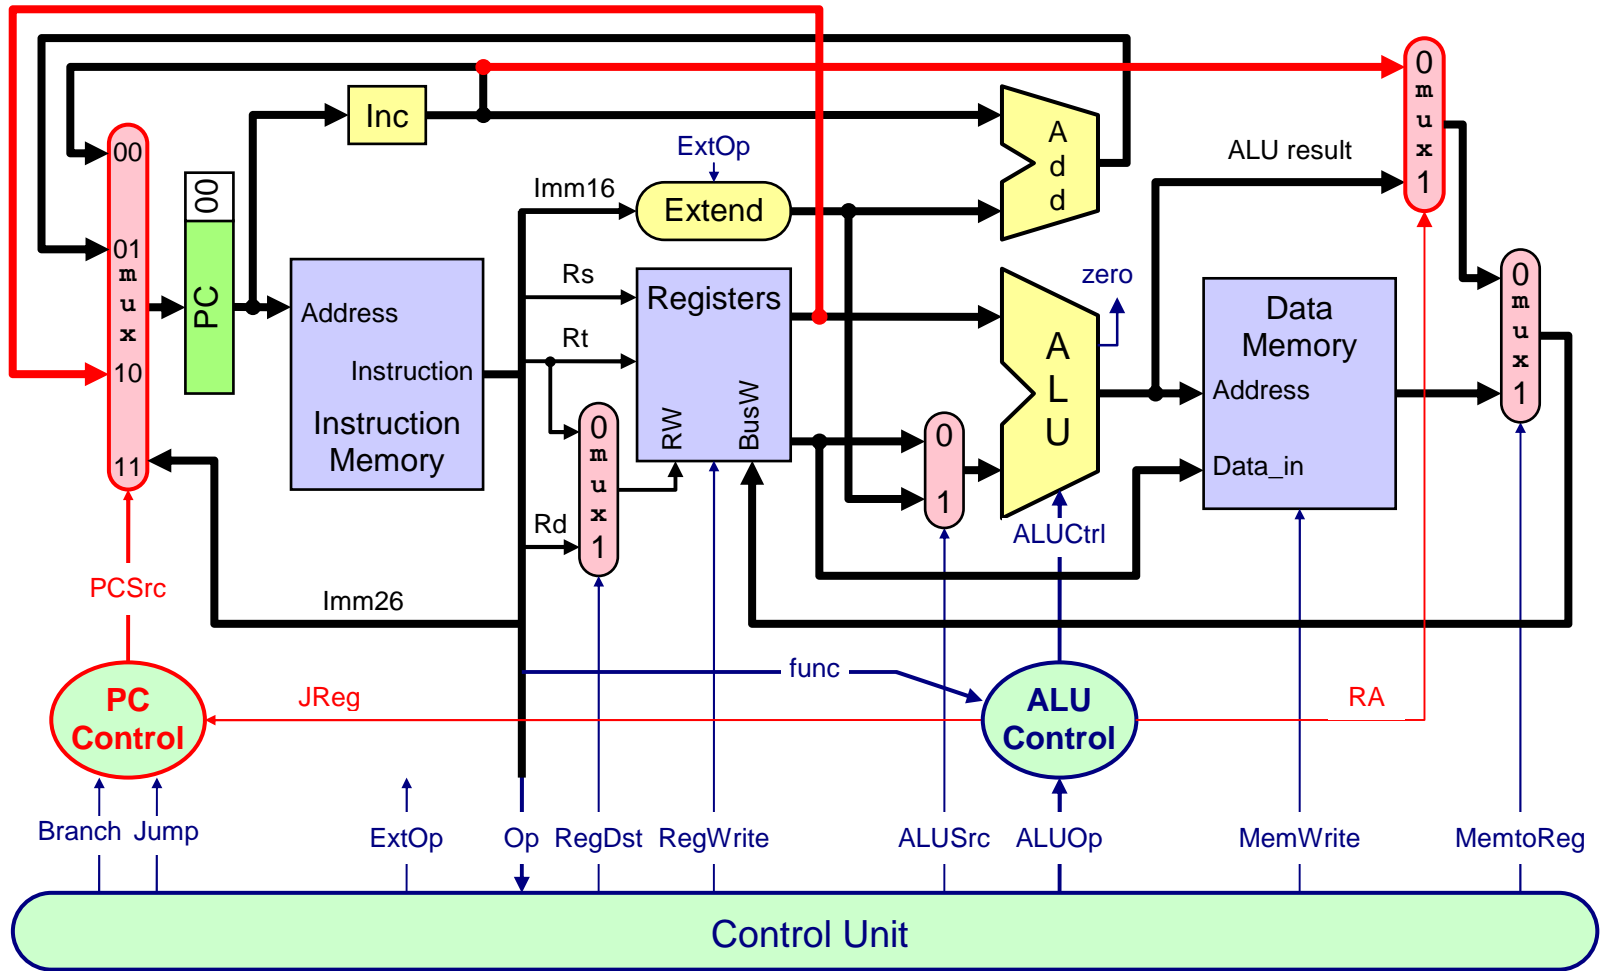 0
m
u
x
1
Inc
A
d
d
ALU result
ExtOp
00
00
Imm16
Extend
01
m
u
x
10
11
PC
Address
Instruction
Instruction
Memory
Rs
Rt
Rd
Registers
RW
BusW
0
m
u
x
1
0
1
A
L
U
zero
Data
Memory
Address
Data_in
0
m
u
x
1
ALUCtrl
PCSrc
Imm26
func
PC
Control
JReg
ALU
Control
RA
Branch
Jump
ExtOp
Op
RegDst
RegWrite
ALUSrc
ALUOp
MemWrite
MemtoReg
Control Unit